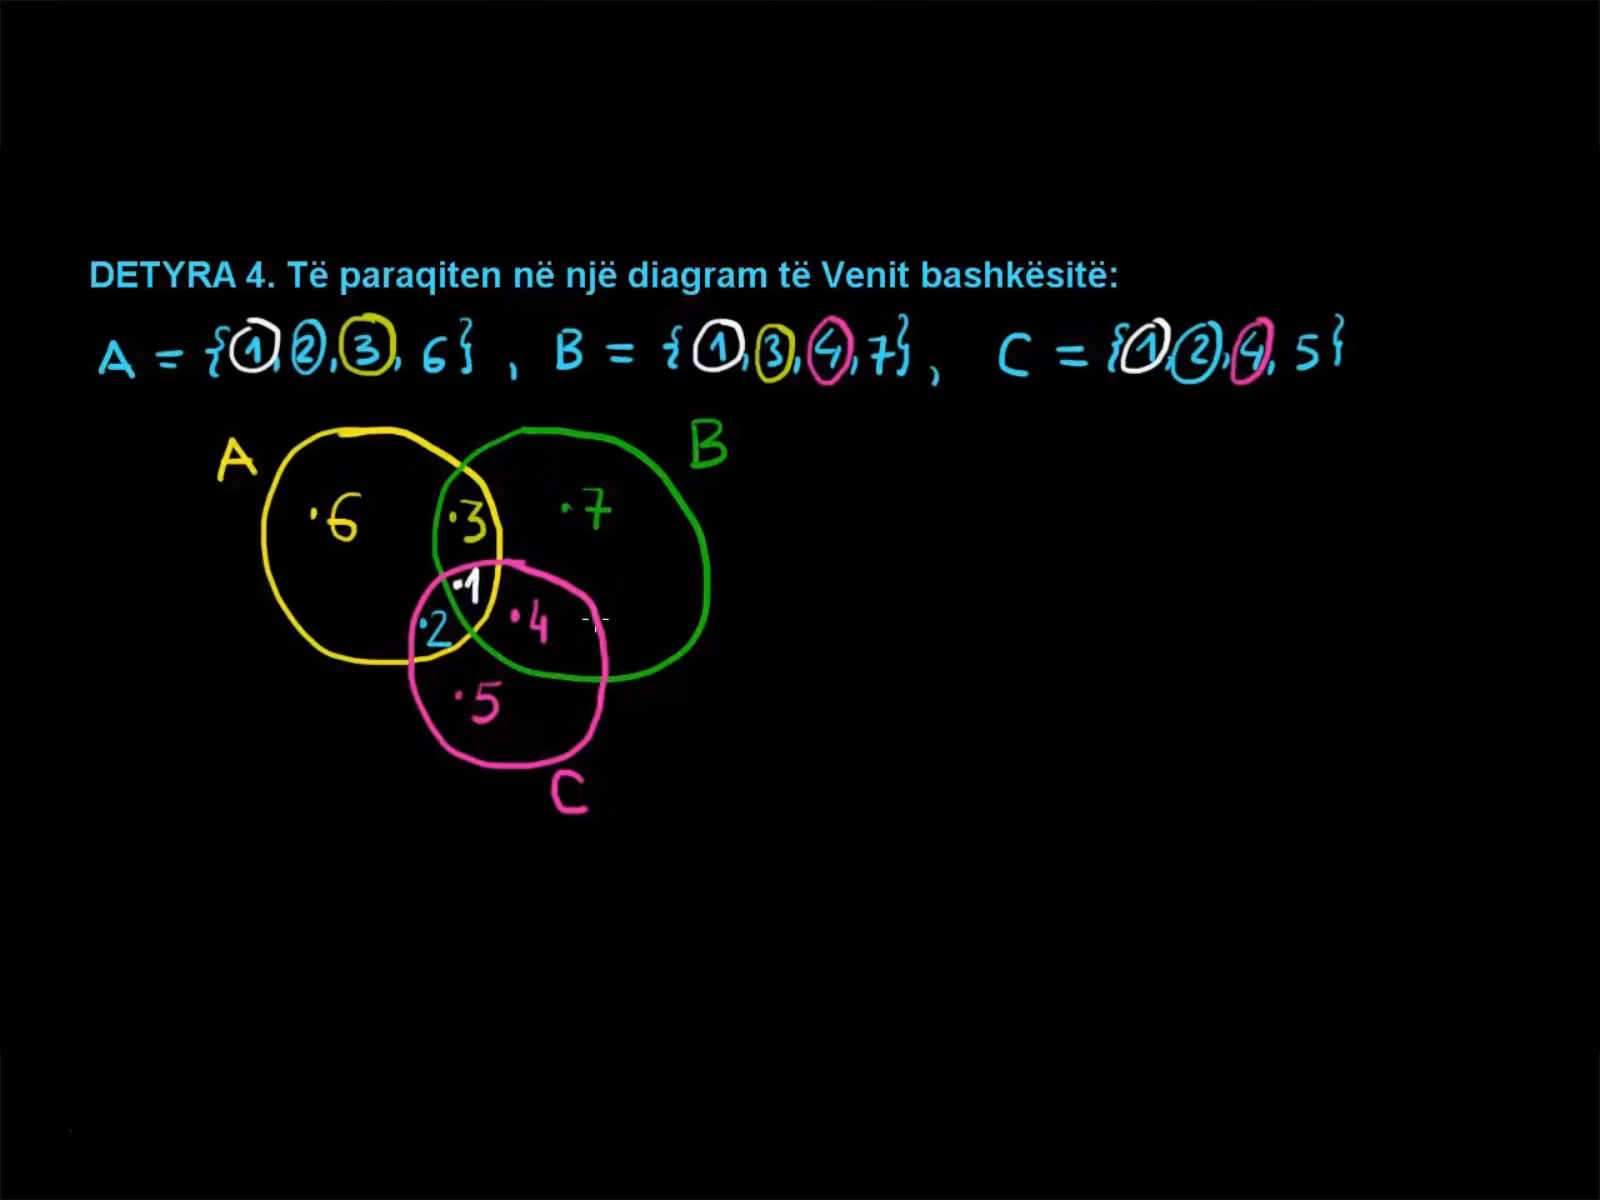 DETYRA 4. Të paraqiten në një diagram të Venit bashkësitë:
A = {1, 2, 3, 6} , B = {1, 3, 4, 7} , C = {1, 2, 4, 5}
A
B
·6
·3
·7
·1
·2
·4
·5
C